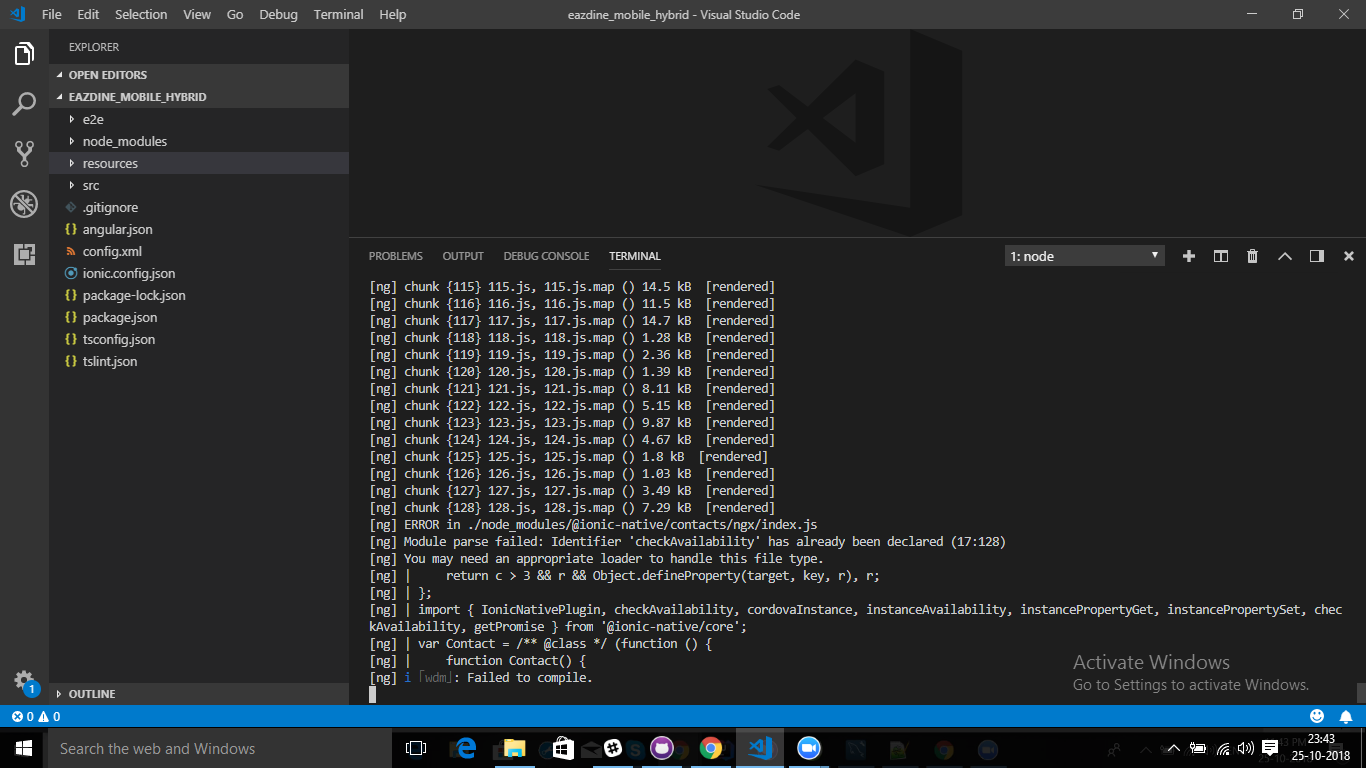 File Edit Selection View Go Debug Terminal Help
eazdine_mobile_hybrid - Visual Studio Code
EXPLORER
OPEN EDITORS
EAZDINE_MOBILE_HYBRID
e2e
node_modules
resources
src
.gitignore
angular.json
config.xml
ionic.config.json
package-lock.json
package.json
tsconfig.json
tslint.json
OUTLINE
PROBLEMS OUTPUT DEBUG CONSOLE TERMINAL
1: node
[ng] chunk {115} 115.js, 115.js.map () 14.5 kB  [rendered]
[ng] chunk {116} 116.js, 116.js.map () 11.5 kB  [rendered]
[ng] chunk {117} 117.js, 117.js.map () 14.7 kB  [rendered]
[ng] chunk {118} 118.js, 118.js.map () 1.28 kB  [rendered]
[ng] chunk {119} 119.js, 119.js.map () 2.36 kB  [rendered]
[ng] chunk {120} 120.js, 120.js.map () 1.39 kB  [rendered]
[ng] chunk {121} 121.js, 121.js.map () 8.11 kB  [rendered]
[ng] chunk {122} 122.js, 122.js.map () 5.15 kB  [rendered]
[ng] chunk {123} 123.js, 123.js.map () 9.87 kB  [rendered]
[ng] chunk {124} 124.js, 124.js.map () 4.67 kB  [rendered]
[ng] chunk {125} 125.js, 125.js.map () 1.8 kB  [rendered]
[ng] chunk {126} 126.js, 126.js.map () 1.03 kB  [rendered]
[ng] chunk {127} 127.js, 127.js.map () 3.49 kB  [rendered]
[ng] chunk {128} 128.js, 128.js.map () 7.29 kB  [rendered]
[ng] ERROR in ./node_modules/@ionic-native/contacts/ngx/index.js
[ng] Module parse failed: Identifier 'checkAvailability' has already been declared (17:128)
[ng] You may need an appropriate loader to handle this file type.
[ng] |     return c > 3 && r && Object.defineProperty(target, key, r), r;
[ng] | };
[ng] | import { IonicNativePlugin, checkAvailability, cordovaInstance, instanceAvailability, instancePropertyGet, instancePropertySet, chec
kAvailability, getPromise } from '@ionic-native/core';
[ng] | var Contact = /** @class */ (function () {
[ng] |     function Contact() {
[ng] i ｢wdm｣: Failed to compile.
Activate Windows
Go to Settings to activate Windows.
1
0 0
Search the web and Windows
23:43
25-10-2018